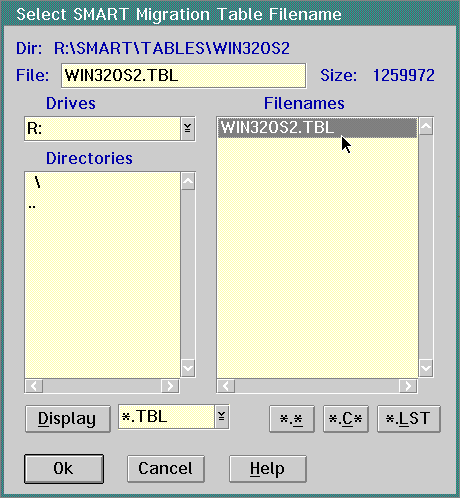 Select SMART Migration Table Filename
Dir: R:\SMART\TABLES\WIN32OS2
File: WIN32OS2.TBL Size: 1259972
Drives Filenames
R: WIN32OS2.TBL
Directories
\
..
Display *.TBL *.* *.C* *.LST
Ok Cancel Help